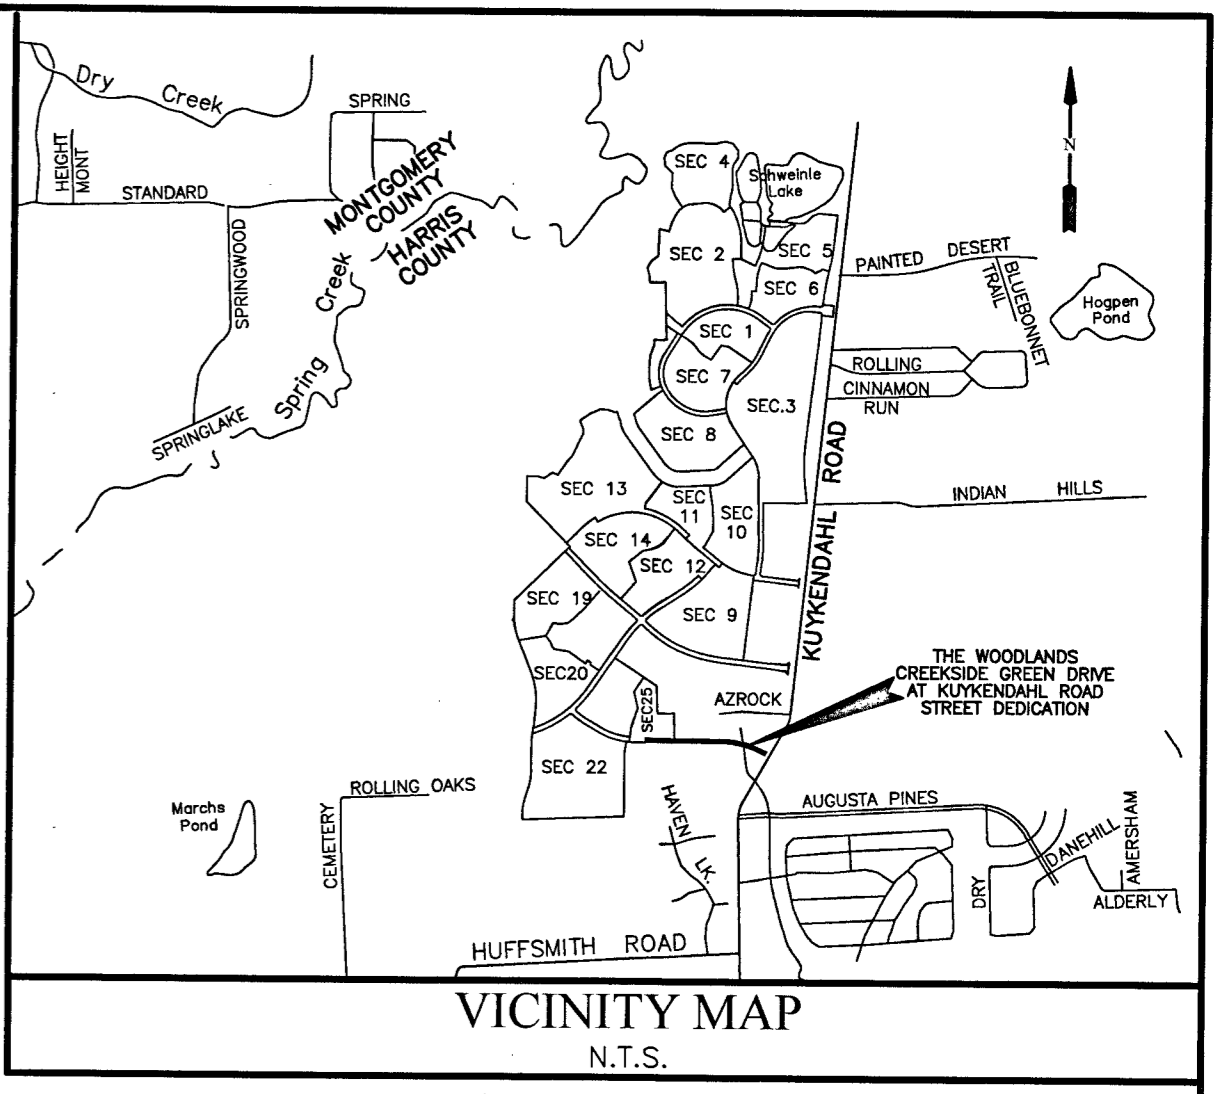 Dry Creek
SPRING
HEIGHT
MONT
STANDARD
MONTGOMERY
COUNTY
HARRIS
COUNTY
SPRINGWOOD
Spring Creek
SPRINGLAKE
SEC 4
Schweinle
Lake
N
SEC 2
SEC 5
SEC 6
PAINTED DESERT
BLUEBONNET
TRAIL
Hogpen
Pond
SEC 1
SEC 7
SEC.3
ROLLING
CINNAMON
RUN
SEC 8
KUYKENDAHL ROAD
SEC 13
SEC
11
SEC
10
INDIAN HILLS
SEC 14
SEC 12
SEC 19
SEC 9
SEC20
SEC25
AZROCK
THE WOODLANDS
CREEKSIDE GREEN DRIVE
AT KUYKENDAHL ROAD
STREET DEDICATION
SEC 22
ROLLING OAKS
CEMETERY
Marchs
Pond
HAVEN
LK.
AUGUSTA PINES
DANEHILL
AMERSHAM
DRY
ALDERLY
HUFFSMITH ROAD
VICINITY MAP
N.T.S.